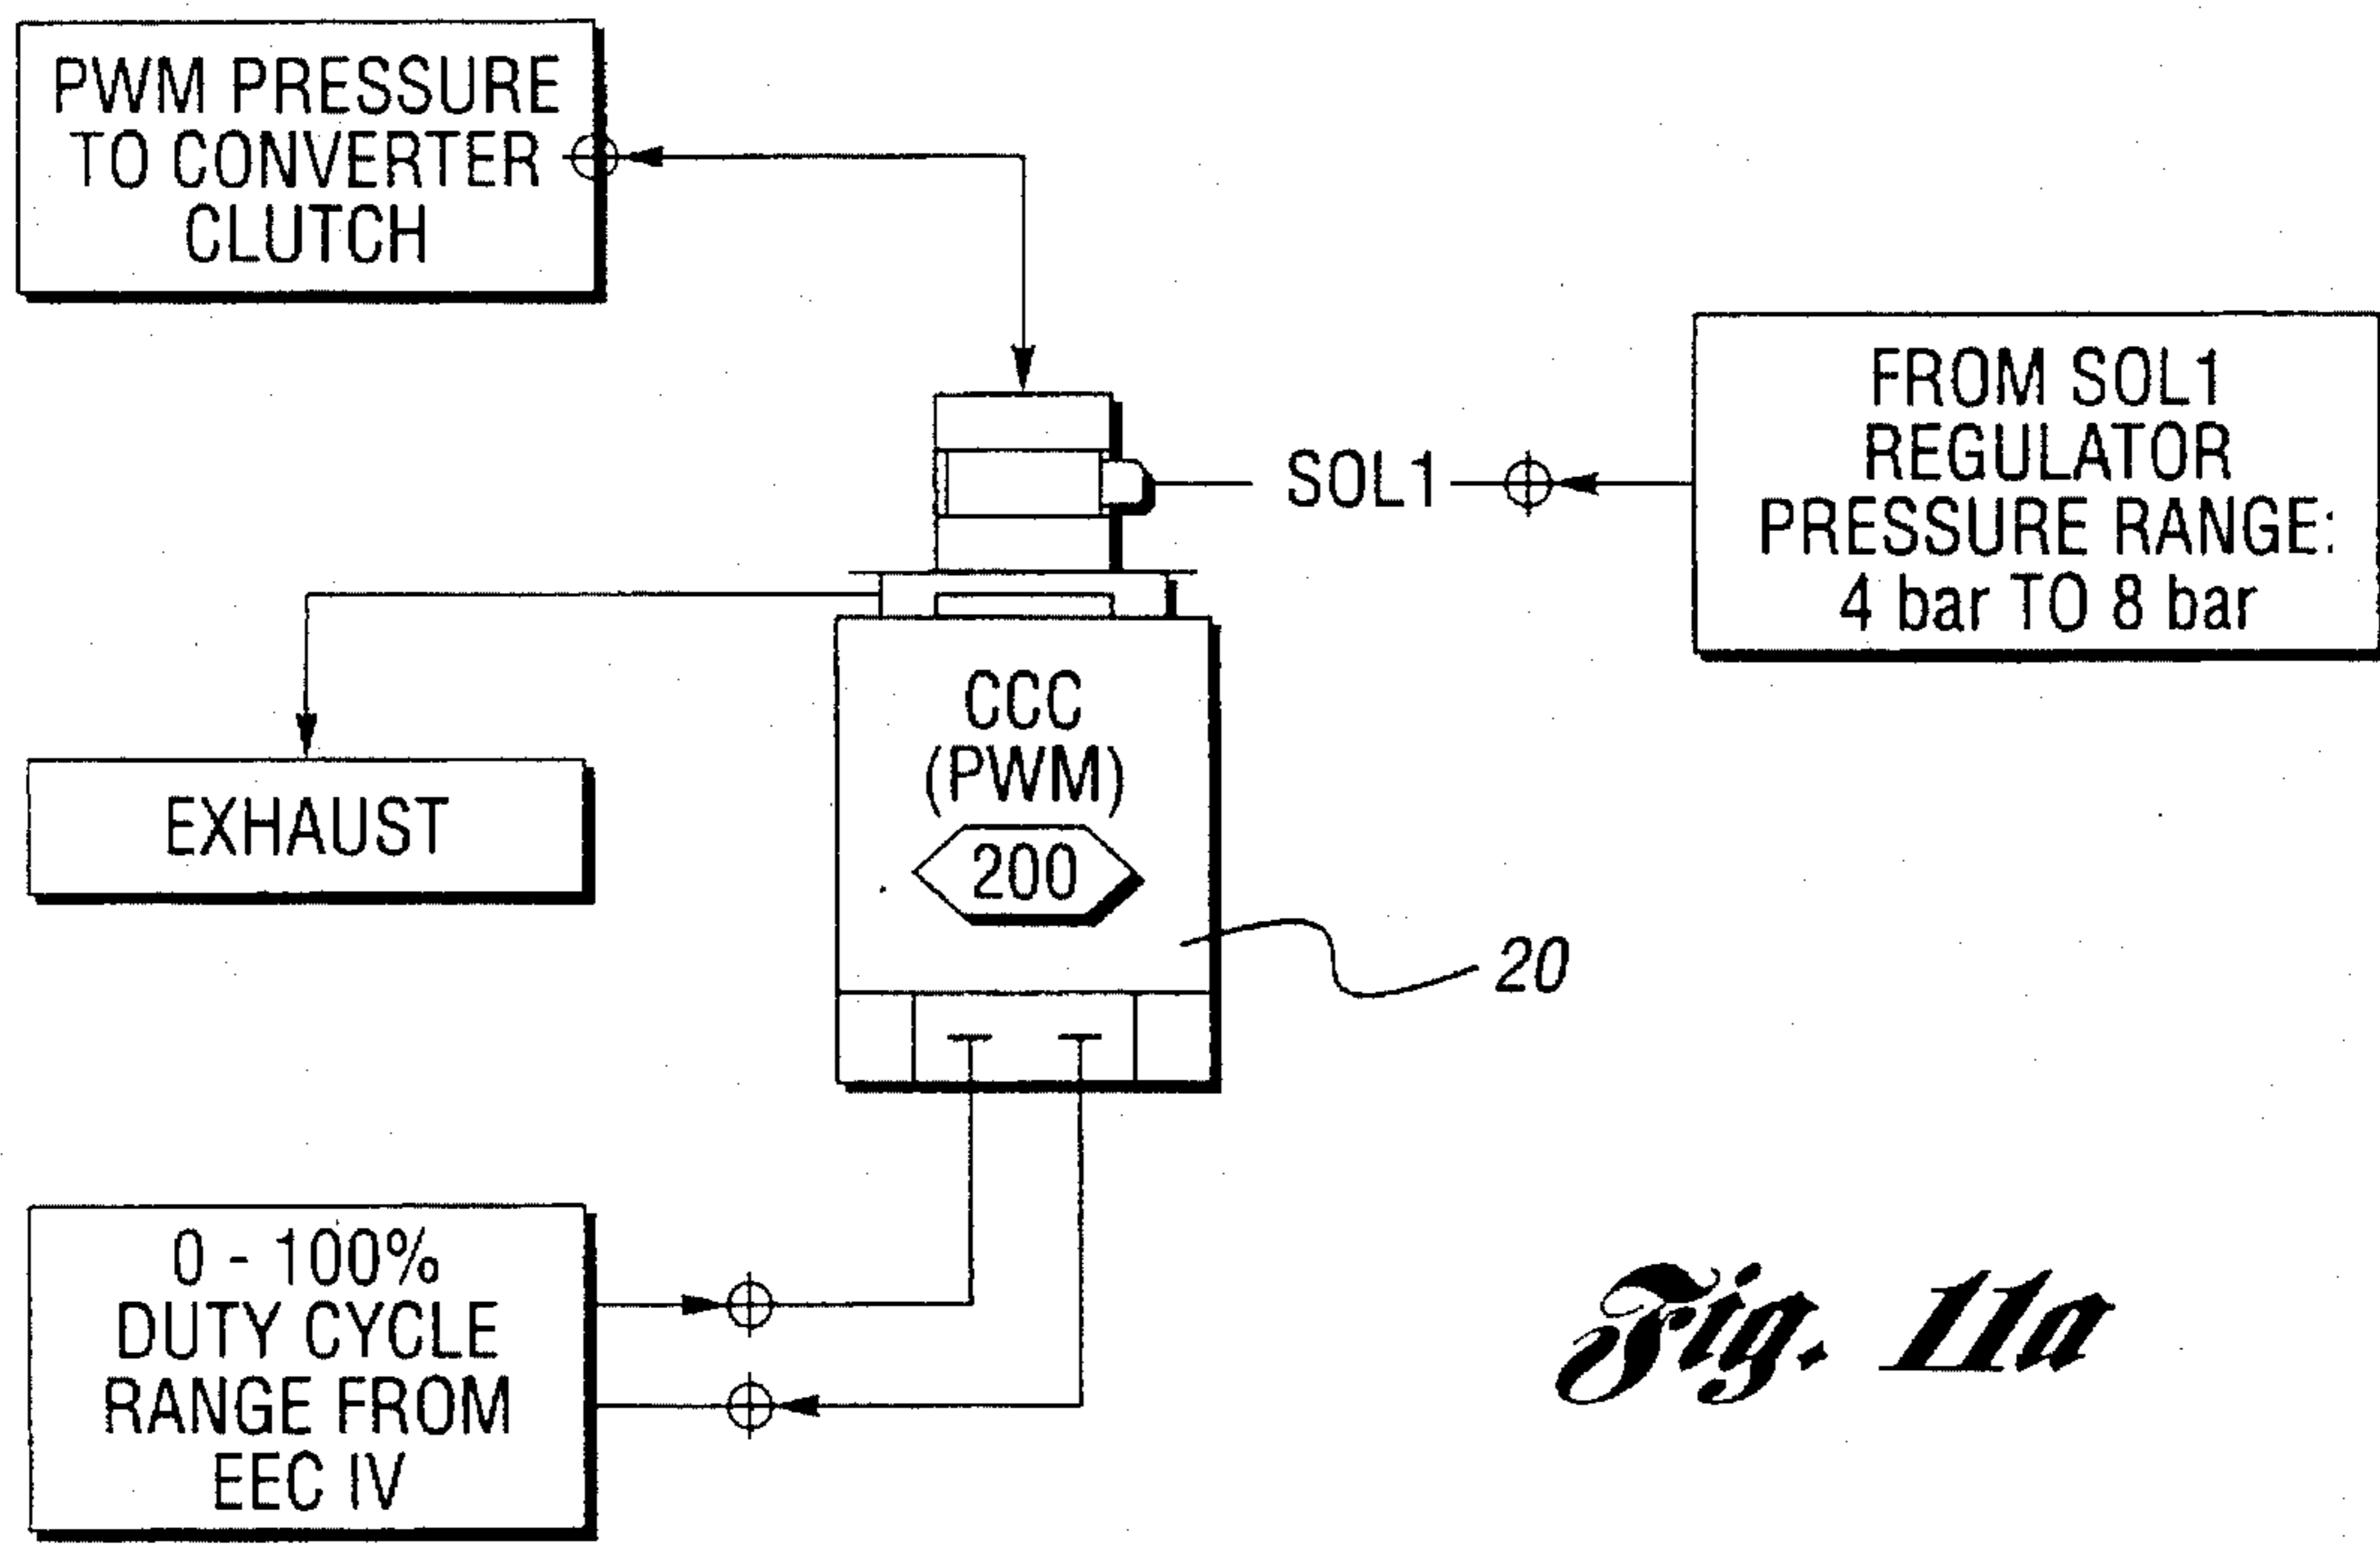 PWM PRESSURE
TO CONVERTER
CLUTCH
FROM SOL1
REGULATOR
PRESSURE RANGE:
4 bar TO 8 bar
SOL1
CCC
(PWM)
200
EXHAUST
20
0 - 100%
DUTY CYCLE
RANGE FROM
EEC IV
Fig. 11a